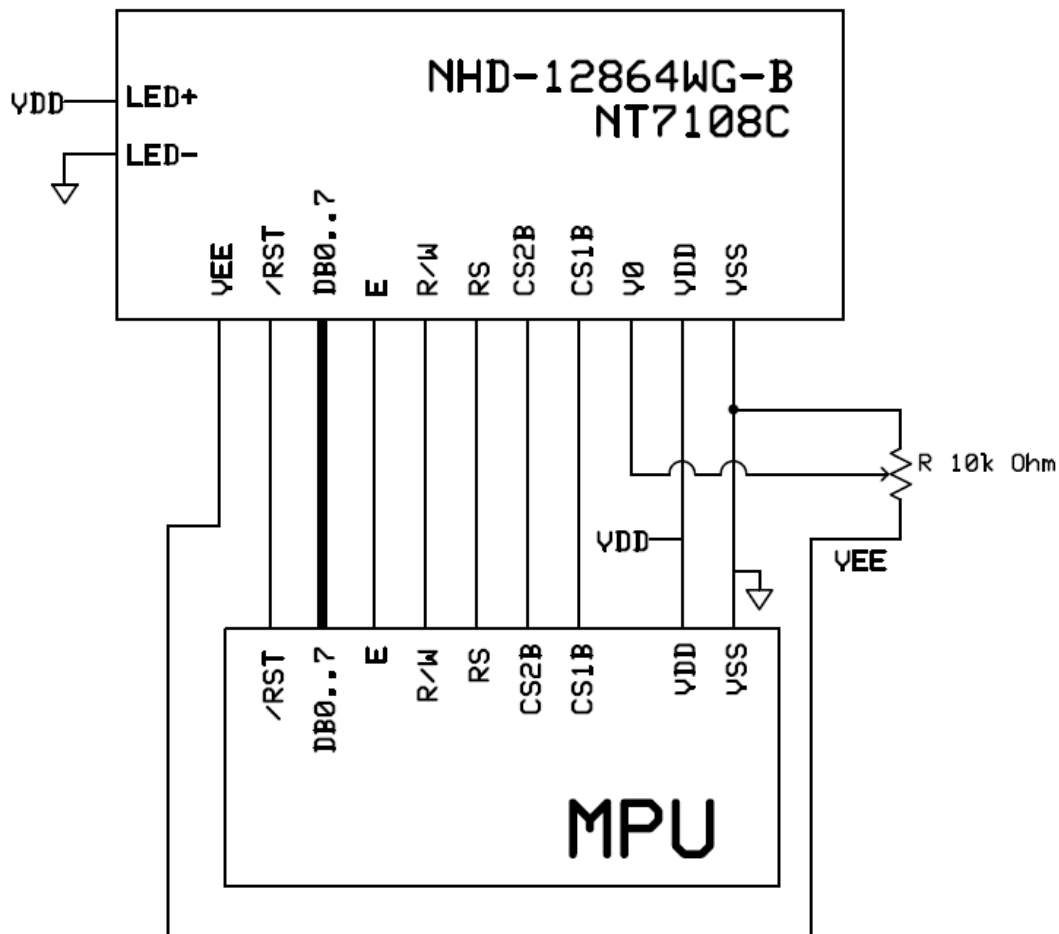 NHD-12864WG-B
NT7108C
VDD
LED+
LED-
VEE
/RST
DB0..7
E
R/W
RS
CS2B
CS1B
V0
VDD
VSS
R 10k Ohm
VDD
VEE
/RST
DB0..7
E
R/W
RS
CS2B
CS1B
VDD
VSS
MPU